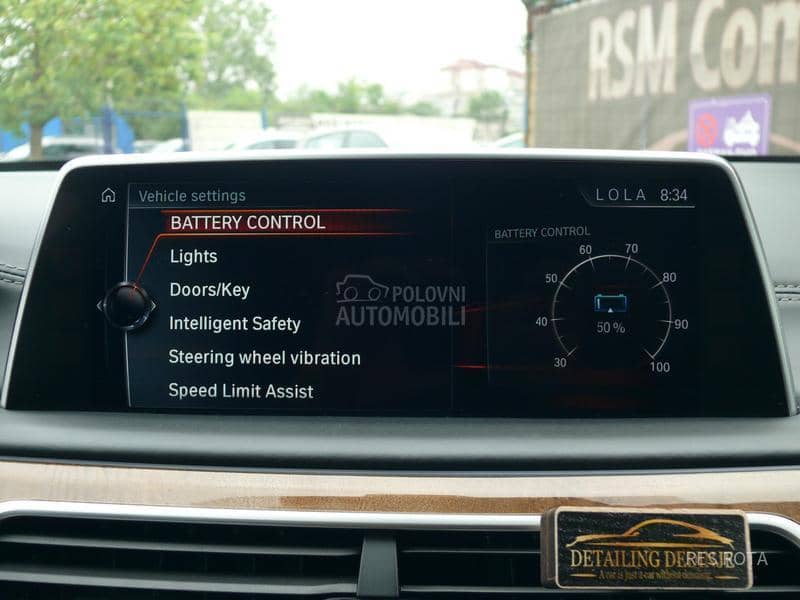 RSM Com
Vehicle settings
LOLA 8:34
BATTERY CONTROL
Lights
Doors/Key
Intelligent Safety
Steering wheel vibration
Speed Limit Assist
BATTERY CONTROL
30
40
50
60
70
80
90
100
50 %
POLOVNI
AUTOMOBILI
DETAILING
A car is just a car without detailing.